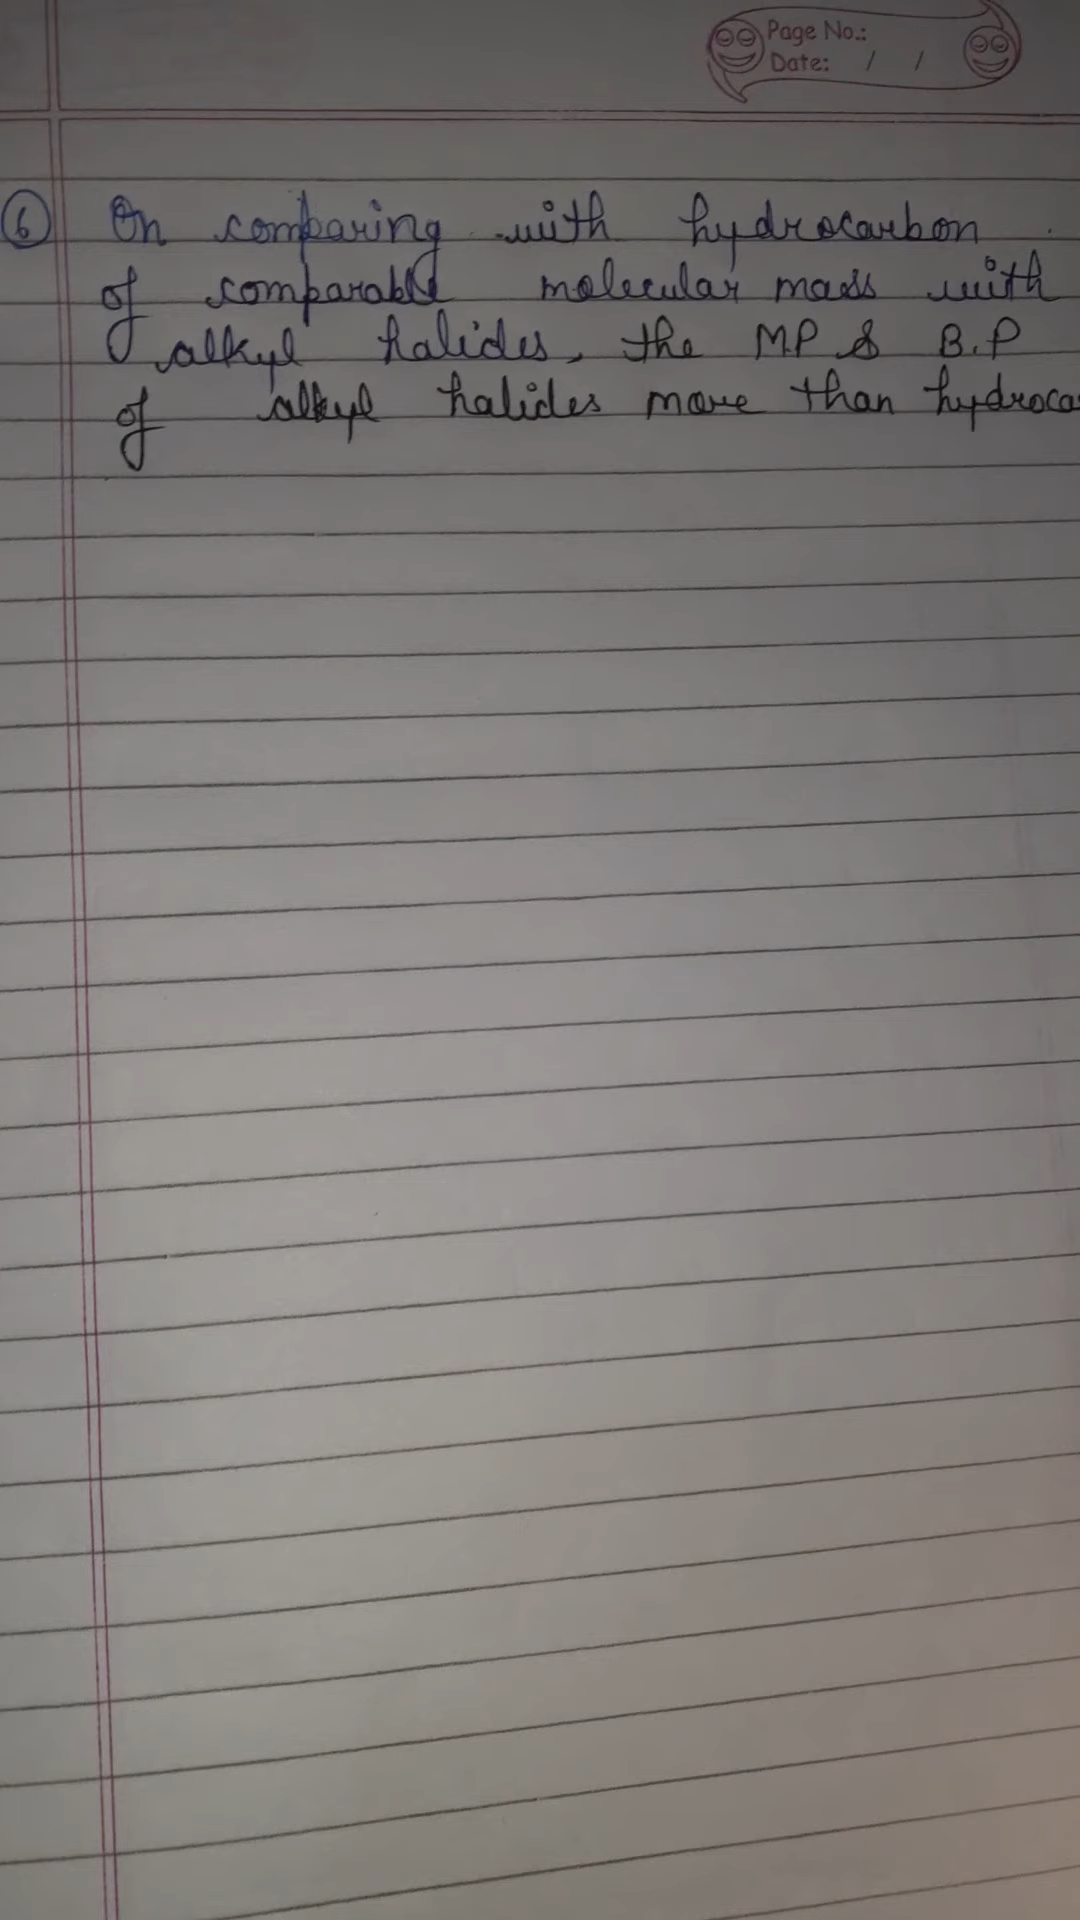 Page No.:
Date: / /
6 On comparing with hydrocarbon
of comparable molecular mass with
alkyl halides, the M.P & B.P
of alkyl halides more than hydroca